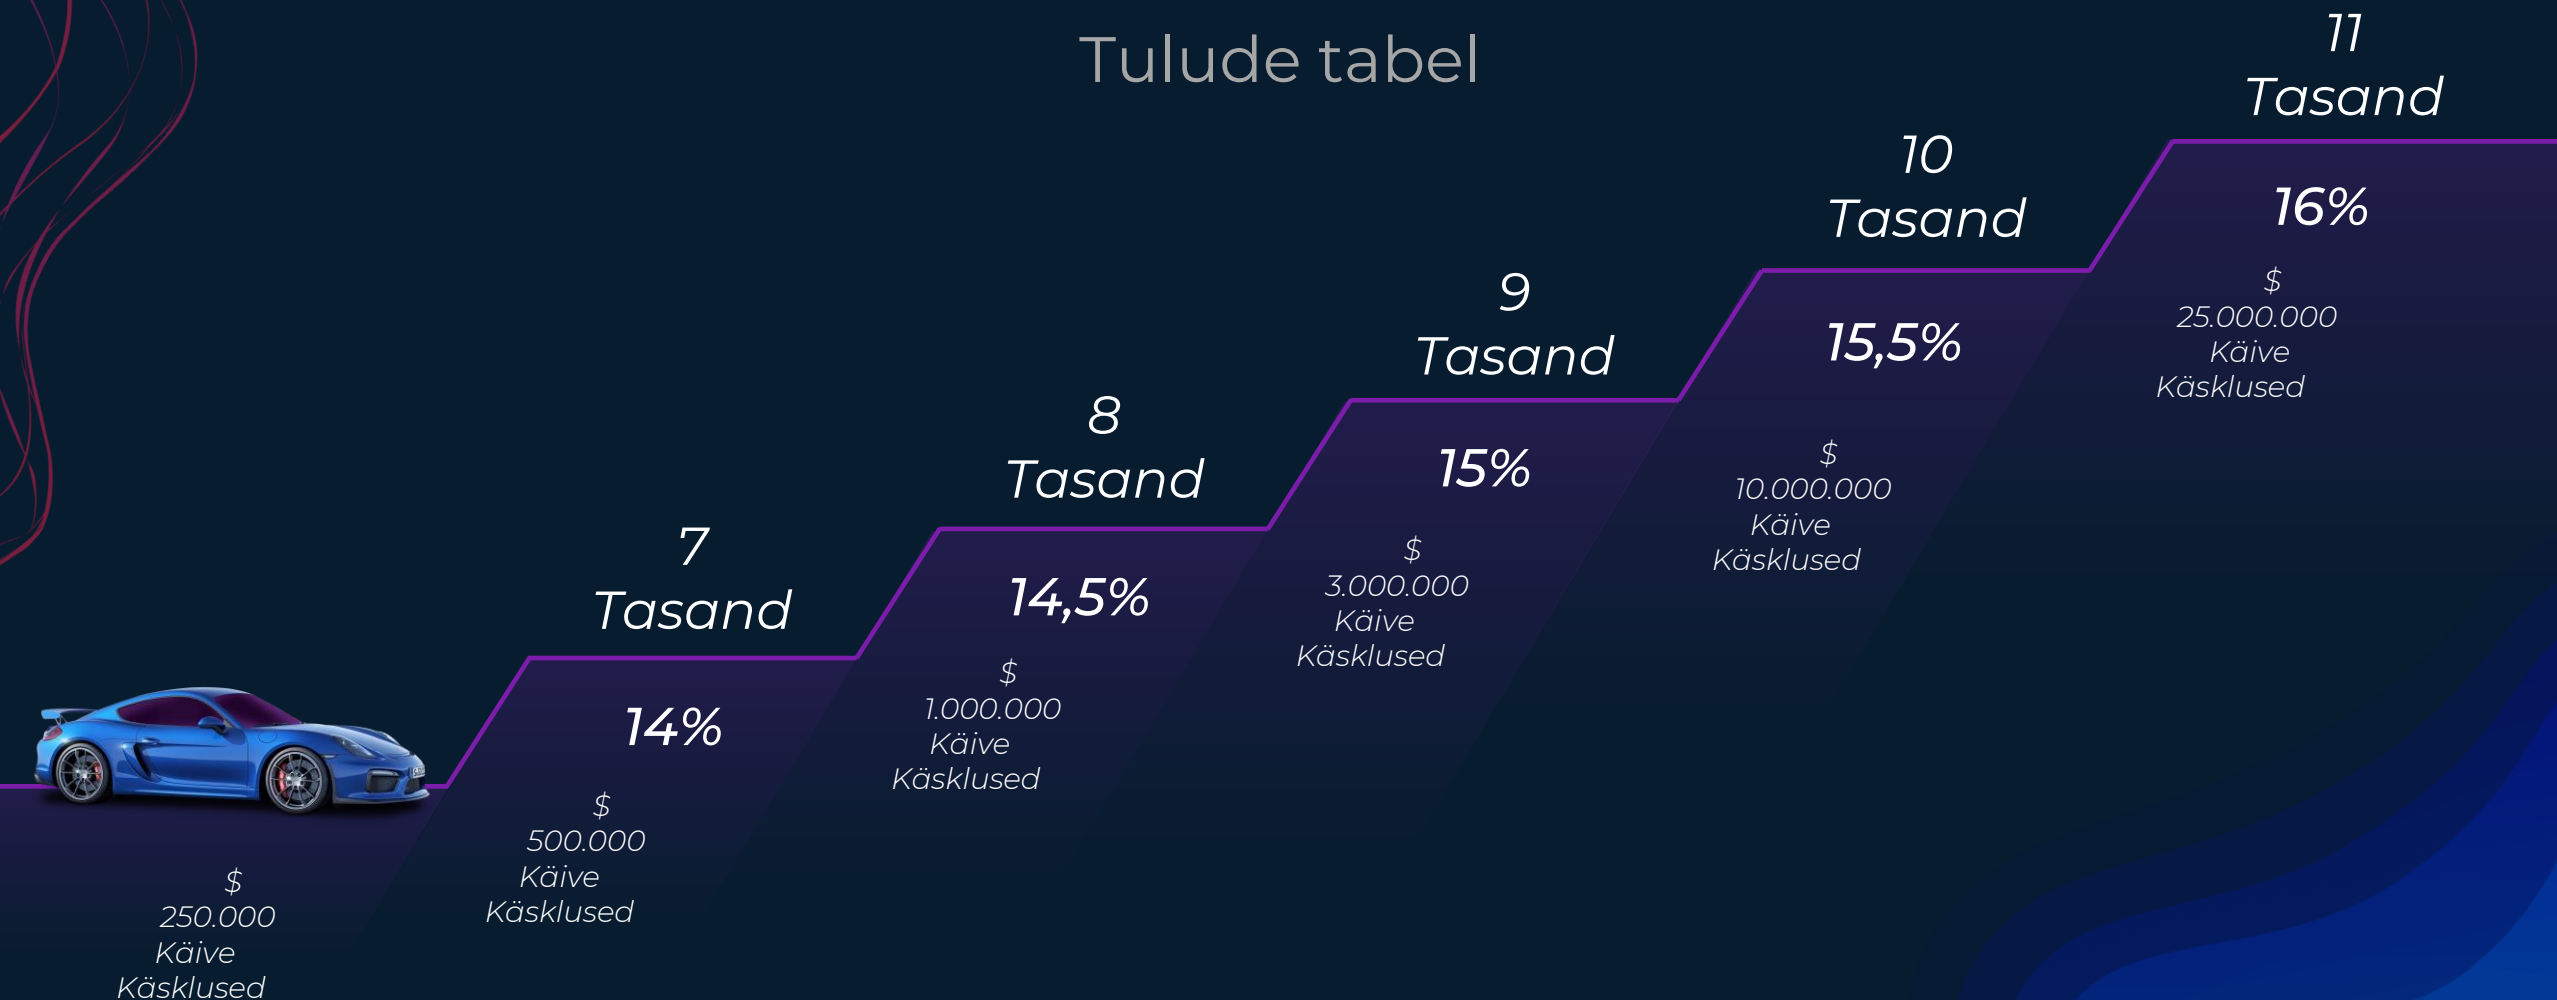 Tulude tabel
$
250.000
Käive
Käsklused
7
Tasand
14%
$
500.000
Käive
Käsklused
8
Tasand
14,5%
$
1.000.000
Käive
Käsklused
9
Tasand
15%
$
3.000.000
Käive
Käsklused
10
Tasand
15,5%
$
10.000.000
Käive
Käsklused
11
Tasand
16%
$
25.000.000
Käive
Käsklused